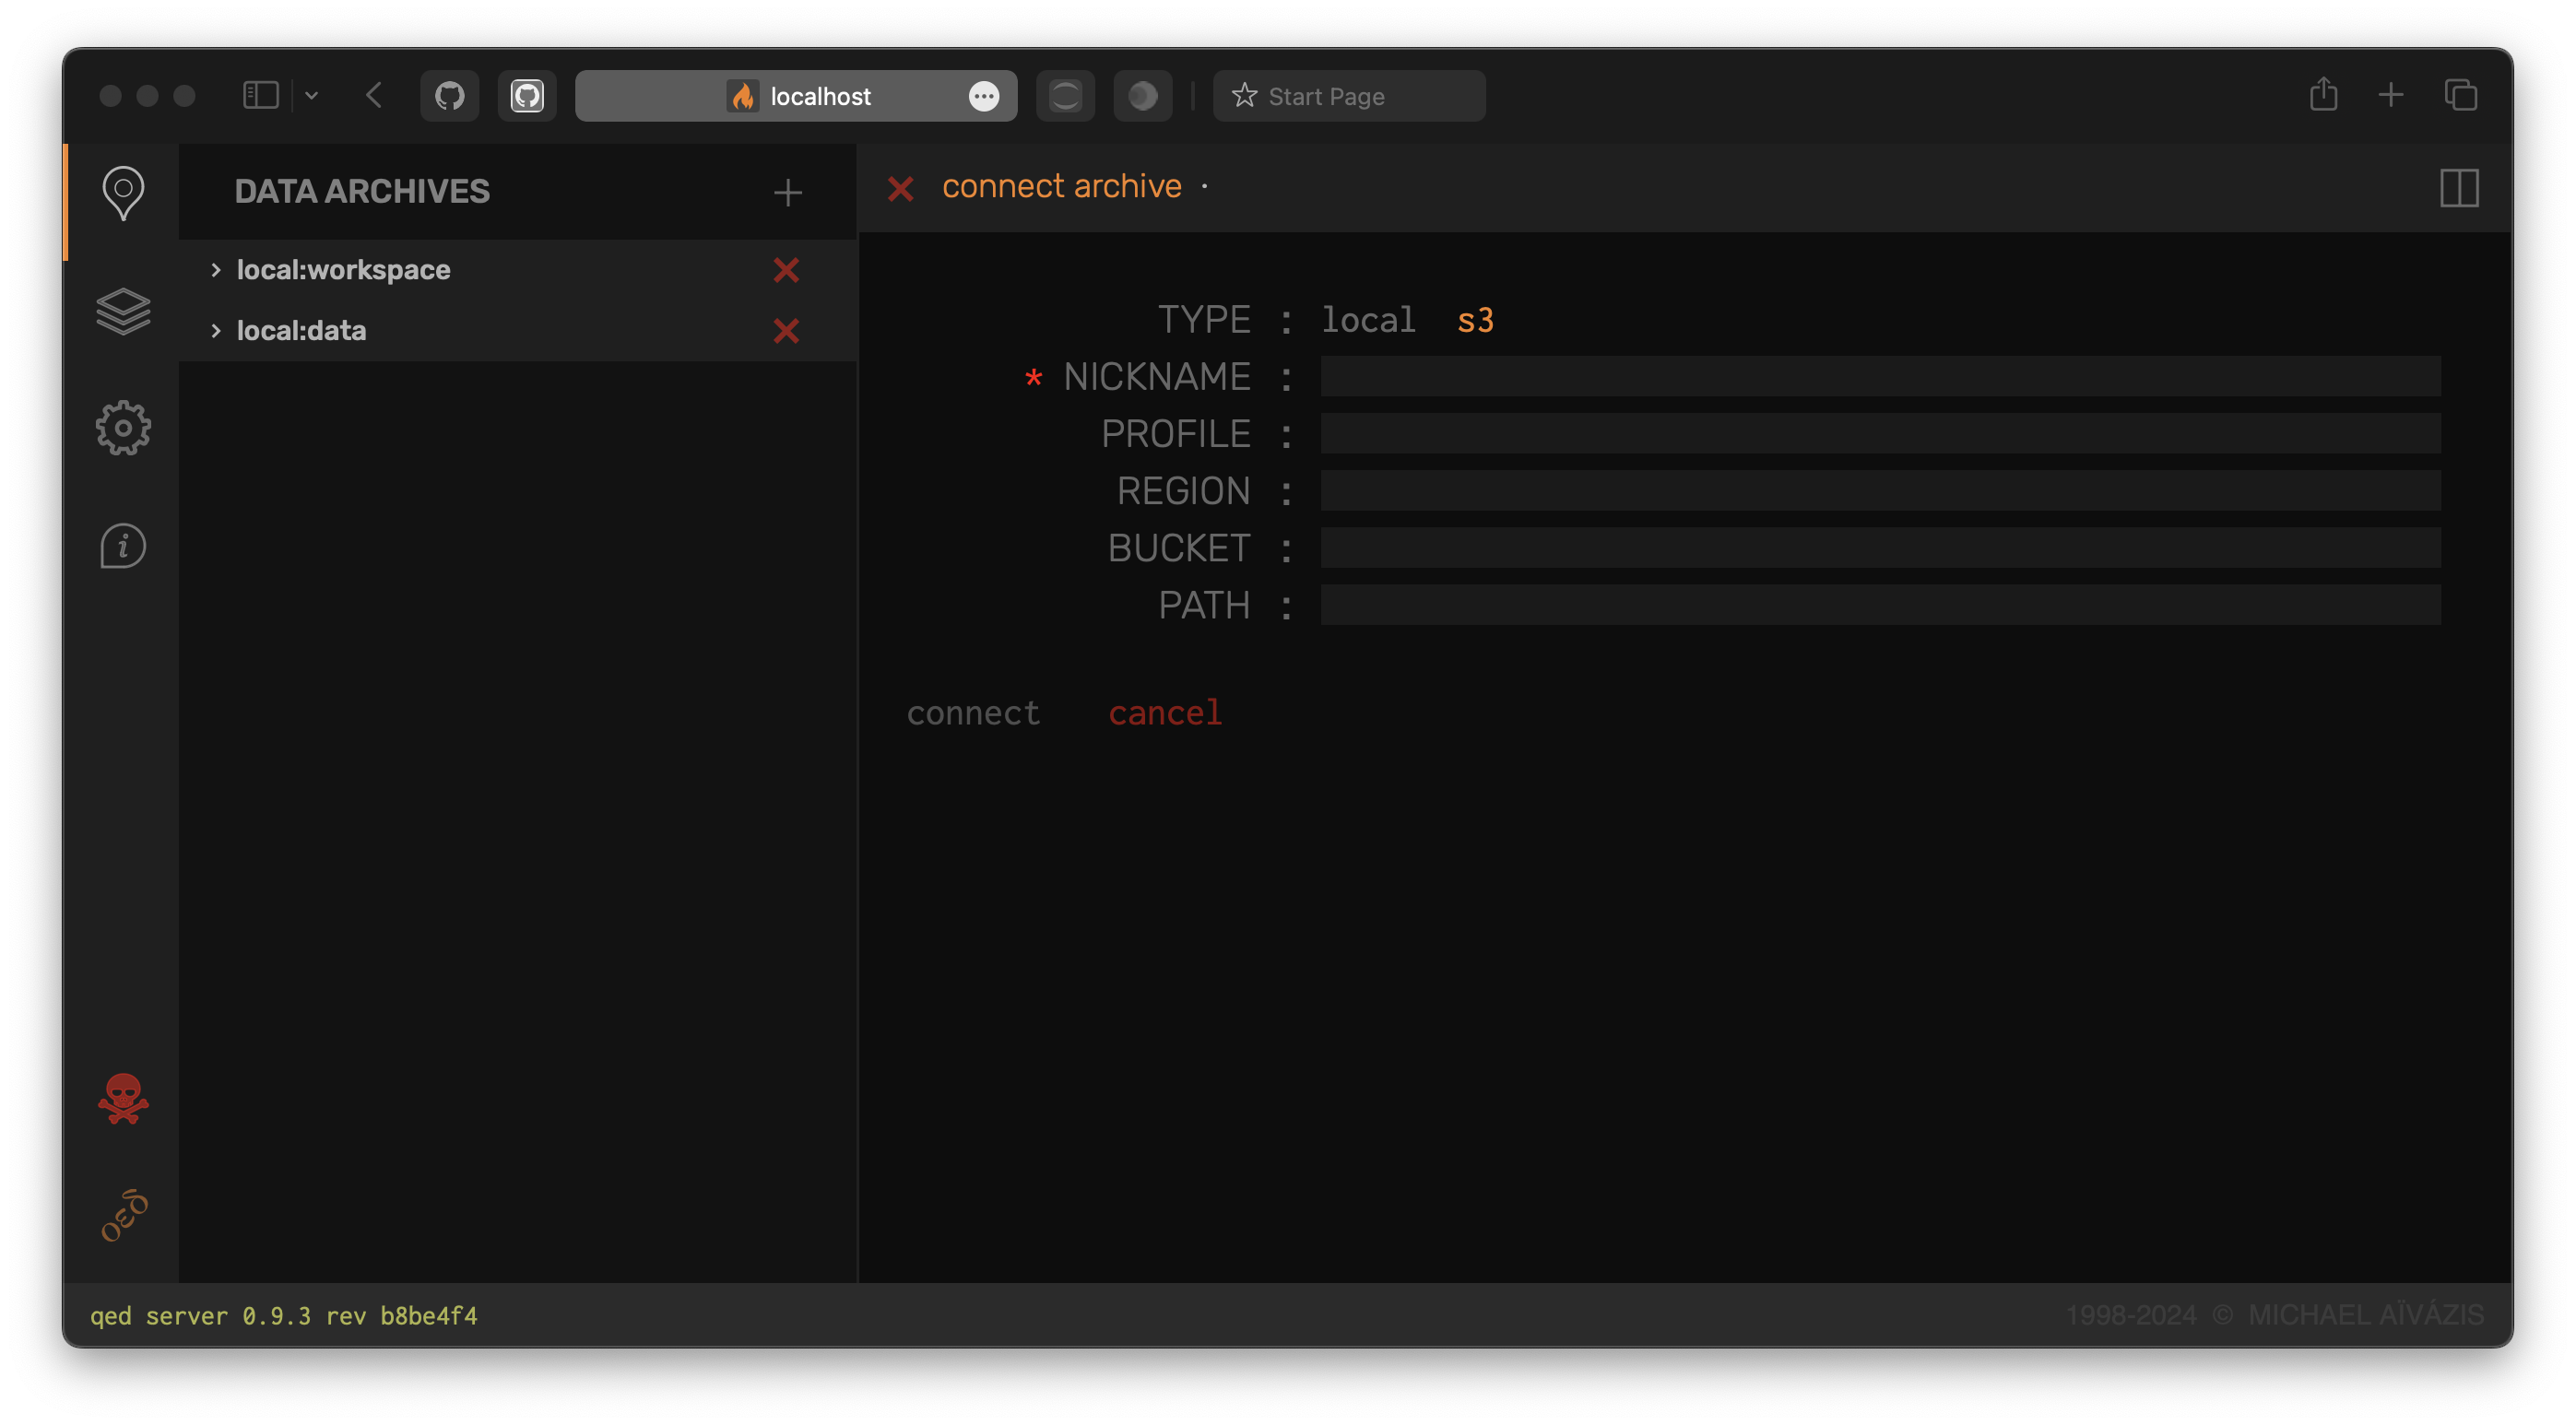 localhost
Start Page
DATA ARCHIVES
local:workspace
local:data
connect archive ·
TYPE : local s3
* NICKNAME :
PROFILE :
REGION :
BUCKET :
PATH :
connect cancel
qed
qed server 0.9.3 rev b8be4f4
1998-2024 © MICHAEL AÏVÁZIS